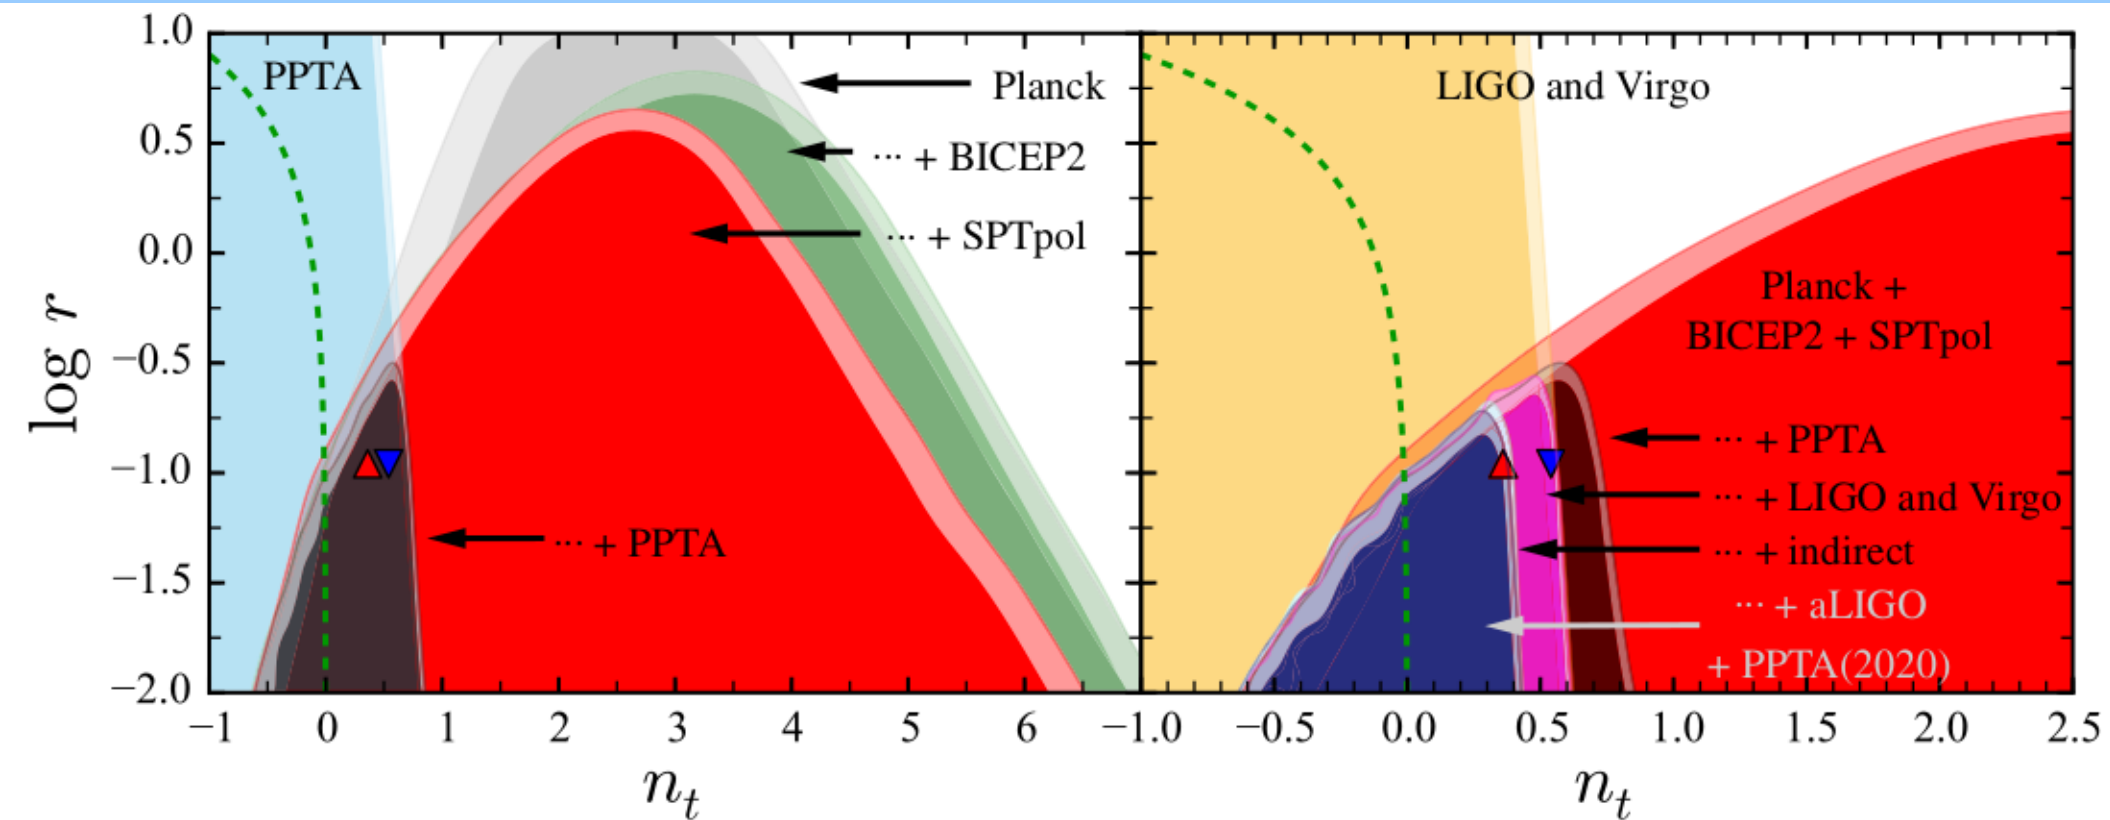 1.0
0.5
0.0
−0.5
−1.0
−1.5
−2.0
log r
PPTA
Planck
··· + BICEP2
··· + SPTpol
··· + PPTA
−1 0 1 2 3 4 5 6
n_t
LIGO and Virgo
Planck +
BICEP2 + SPTpol
··· + PPTA
··· + LIGO and Virgo
··· + indirect
··· + aLIGO
+ PPTA(2020)
−1.0 −0.5 0.0 0.5 1.0 1.5 2.0 2.5
n_t